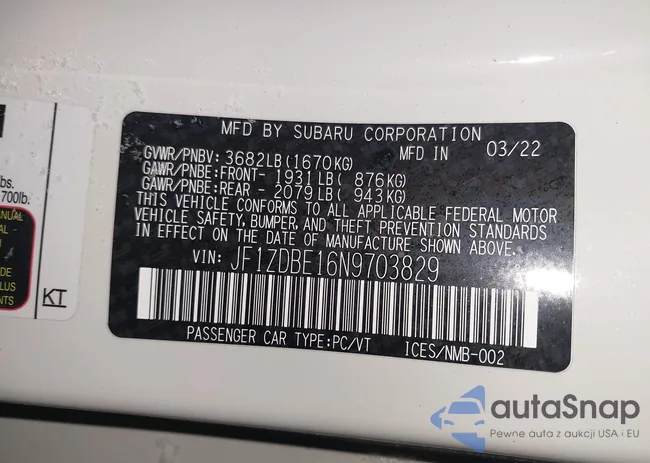 MFD BY SUBARU CORPORATION
GVWR/PNBV: 3682LB(1670KG) MFD IN 03/22
GAWR/PNBE:FRONT- 1931LB( 876KG)
GAWR/PNBE:REAR - 2079LB( 943KG)
THIS VEHICLE CONFORMS TO ALL APPLICABLE FEDERAL MOTOR
VEHICLE SAFETY, BUMPER, AND THEFT PREVENTION STANDARDS
IN EFFECT ON THE DATE OF MANUFACTURE SHOWN ABOVE.
VIN: JF1ZDBE16N9703829
PASSENGER CAR TYPE:PC/VT ICES/NMB-002
bs.
700lb.
KT
autaSnap
Pewne auta z aukcji USA i EU